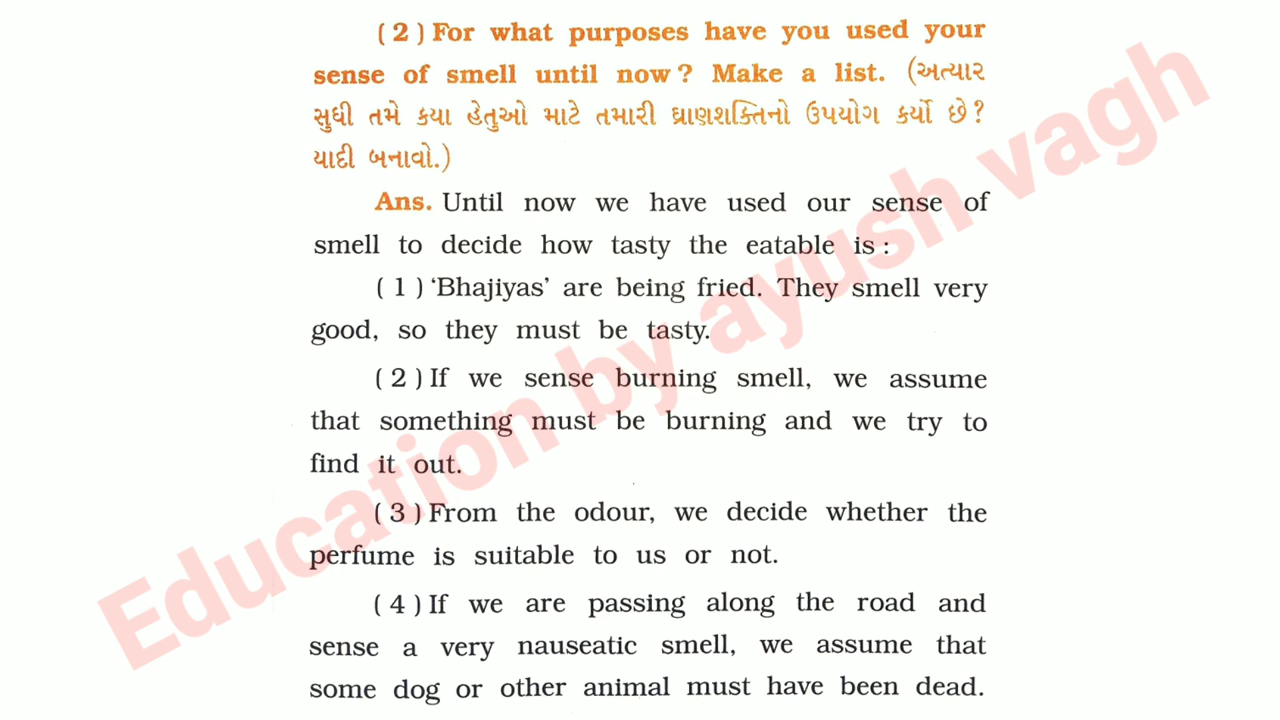 ( 2 ) For what purposes have you used your
sense of smell until now ? Make a list. (અત્યાર
સુધી તમે કયા હેતુઓ માટે તમારી ઘ્રાણશક્તિનો ઉપયોગ કર્યો છે?
યાદી બનાવો.)
Ans. Until now we have used our sense of
smell to decide how tasty the eatable is :
( 1 ) ‘Bhajiyas’ are being fried. They smell very
good, so they must be tasty.
( 2 ) If we sense burning smell, we assume
that something must be burning and we try to
find it out.
( 3 ) From the odour, we decide whether the
perfume is suitable to us or not.
( 4 ) If we are passing along the road and
sense a very nauseatic smell, we assume that
some dog or other animal must have been dead.
Education by ayush vagh